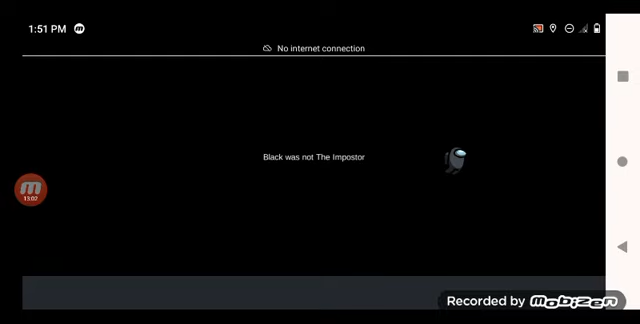 1:51 PM
No internet connection
Black was not The Impostor
13:02
Recorded by Mobizen